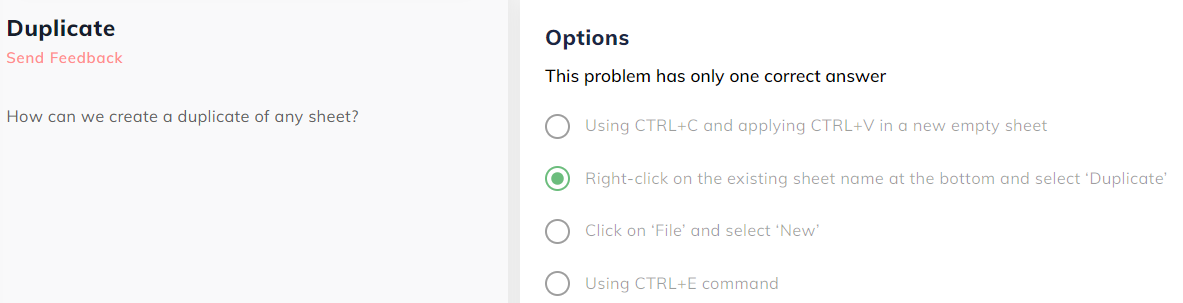 Duplicate
Send Feedback
How can we create a duplicate of any sheet?
Options
This problem has only one correct answer
Using CTRL+C and applying CTRL+V in a new empty sheet
Right-click on the existing sheet name at the bottom and select ‘Duplicate’
Click on ‘File’ and select ‘New’
Using CTRL+E command